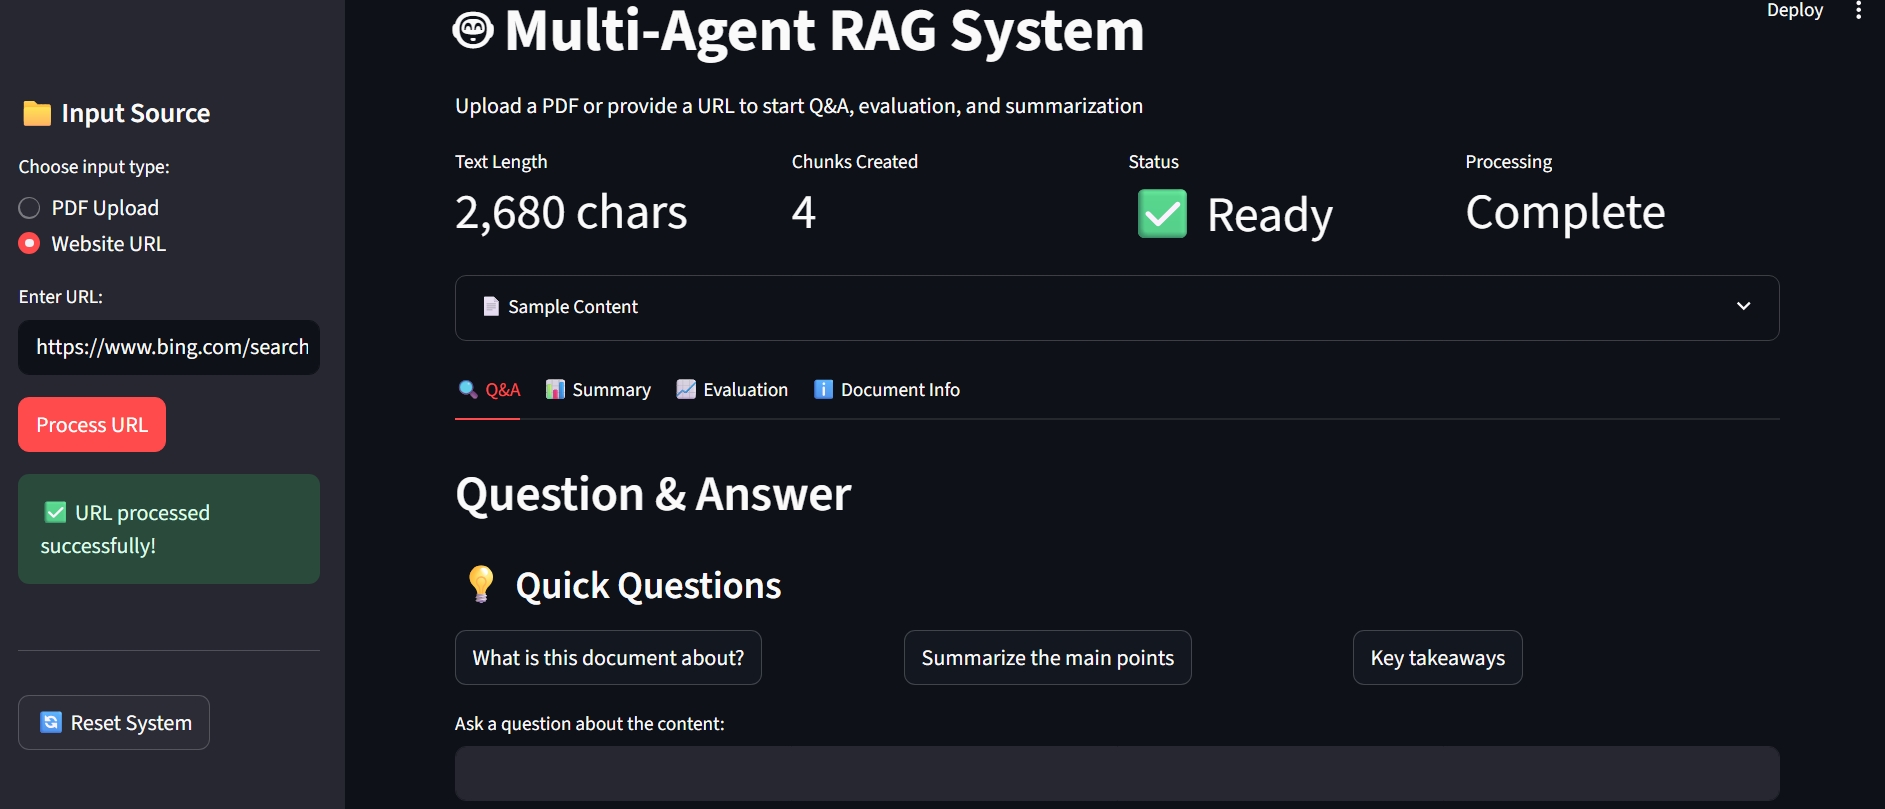 Deploy
Multi-Agent RAG System
Upload a PDF or provide a URL to start Q&A, evaluation, and summarization
Input Source
Choose input type:
PDF Upload
Website URL
Enter URL:
https://www.bing.com/search
Process URL
URL processed
successfully!
Reset System
Text Length
2,680 chars
Chunks Created
4
Status
Ready
Processing
Complete
Sample Content
Q&A
Summary
Evaluation
Document Info
Question & Answer
Quick Questions
What is this document about?
Summarize the main points
Key takeaways
Ask a question about the content: